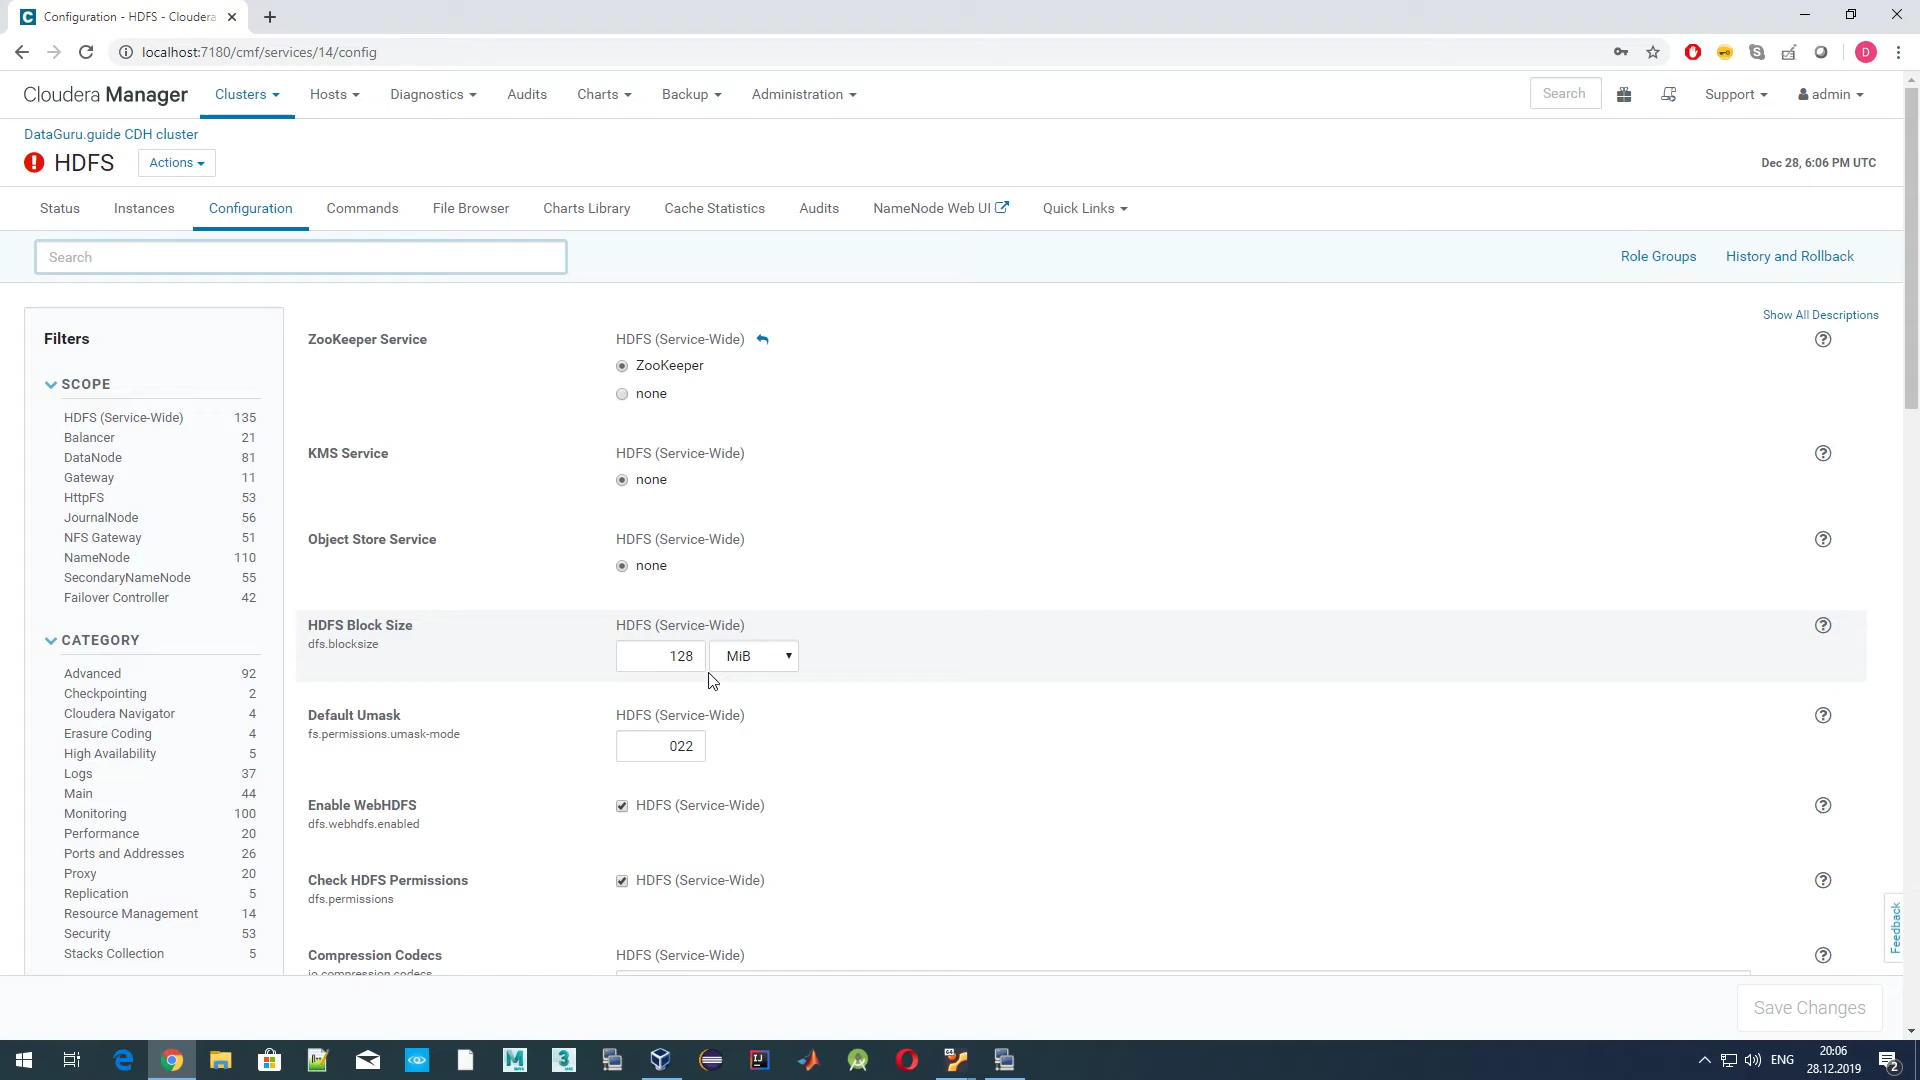 Configuration - HDFS - Cloudera
localhost:7180/cmf/services/14/config
D
Cloudera Manager Clusters Hosts Diagnostics Audits Charts Backup Administration Search Support admin
DataGuru.guide CDH cluster
HDFS Actions Dec 28, 6:06 PM UTC
Status Instances Configuration Commands File Browser Charts Library Cache Statistics Audits NameNode Web UI Quick Links
Search Role Groups History and Rollback
Show All Descriptions
Filters
SCOPE
HDFS (Service-Wide) 135
Balancer 21
DataNode 81
Gateway 11
HttpFS 53
JournalNode 56
NFS Gateway 51
NameNode 110
SecondaryNameNode 55
Failover Controller 42
CATEGORY
Advanced 92
Checkpointing 2
Cloudera Navigator 4
Erasure Coding 4
High Availability 5
Logs 37
Main 44
Monitoring 100
Performance 20
Ports and Addresses 26
Proxy 20
Replication 5
Resource Management 14
Security 53
Stacks Collection 5
ZooKeeper Service HDFS (Service-Wide)
ZooKeeper
none
KMS Service HDFS (Service-Wide)
none
Object Store Service HDFS (Service-Wide)
none
HDFS Block Size HDFS (Service-Wide)
dfs.blocksize
128 MiB
Default Umask HDFS (Service-Wide)
fs.permissions.umask-mode
022
Enable WebHDFS HDFS (Service-Wide)
dfs.webhdfs.enabled
Check HDFS Permissions HDFS (Service-Wide)
dfs.permissions
Compression Codecs HDFS (Service-Wide)
io.compression.codecs
Feedback
Save Changes
ENG 20:06
28.12.2019
2